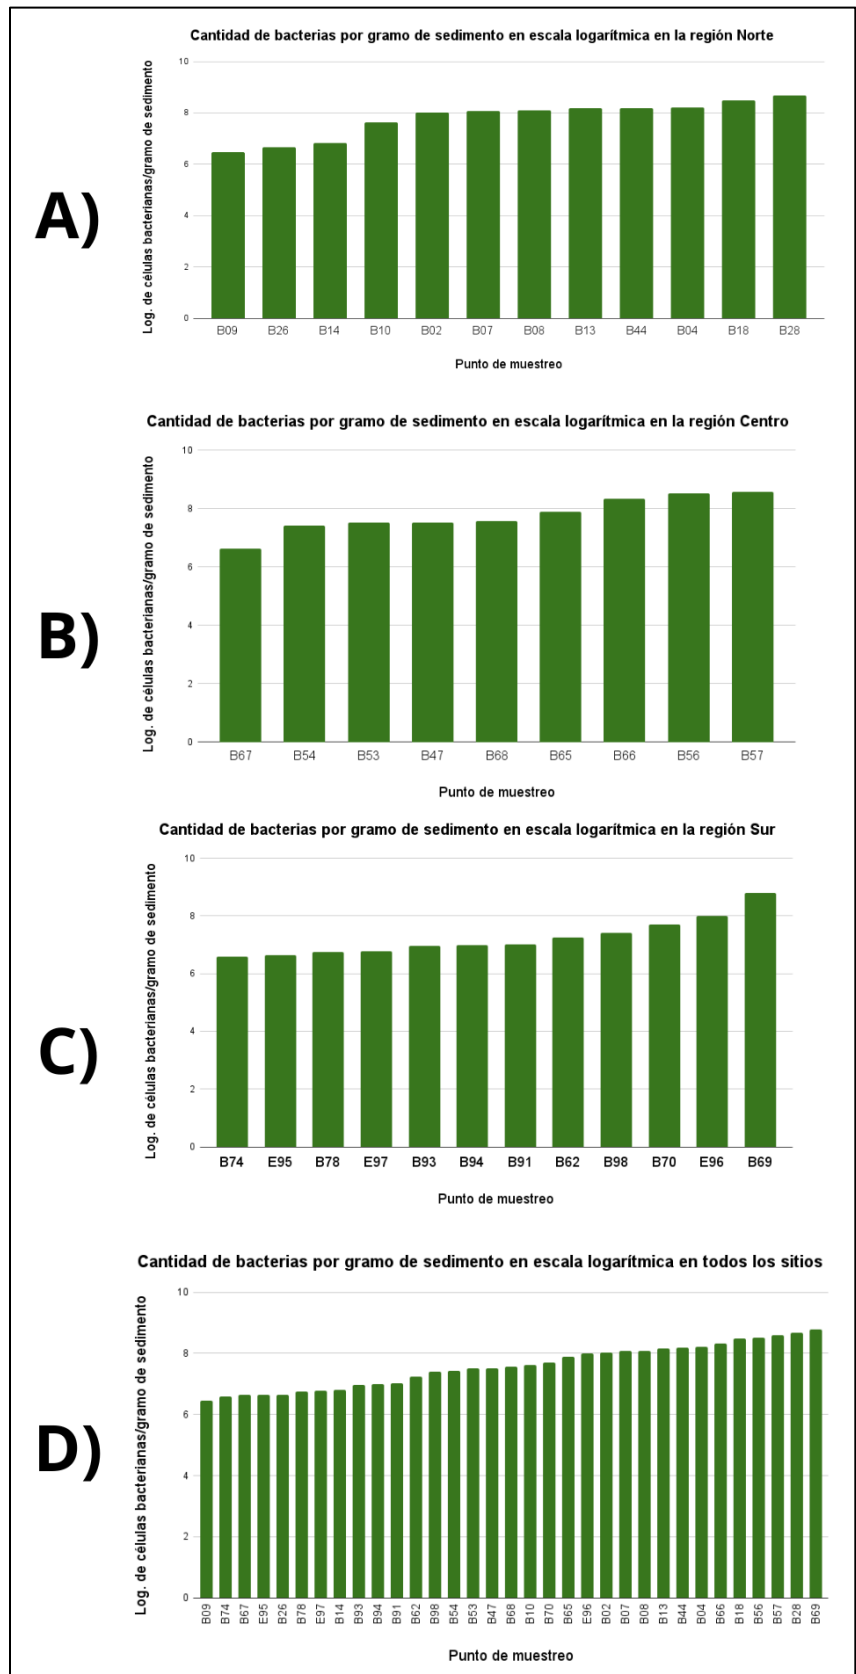 A)
Cantidad de bacterias por gramo de sedimento en escala logarítmica en la región Norte
Log. de células bacterianas/gramo de sedimento
10
8
6
4
2
0
B09 B26 B14 B10 B02 B07 B08 B13 B44 B04 B18 B28
Punto de muestreo
B)
Cantidad de bacterias por gramo de sedimento en escala logarítmica en la región Centro
Log. de células bacterianas/gramo de sedimento
10
8
6
4
2
0
B67 B54 B53 B47 B68 B65 B66 B56 B57
Punto de muestreo
C)
Cantidad de bacterias por gramo de sedimento en escala logarítmica en la región Sur
Log. de células bacterianas/gramo de sedimento
10
8
6
4
2
0
B74 E95 B78 E97 B93 B94 B91 B62 B98 B70 E96 B69
Punto de muestreo
D)
Cantidad de bacterias por gramo de sedimento en escala logarítmica en todos los sitios
Log. de células bacterianas/gramo de sedimento
10
8
6
4
2
0
B09 B74 B67 E95 B26 B78 E97 B14 B93 B94 B91 B62 B98 B54 B53 B47 B68 B10 B70 B65 E96 B02 B07 B08 B13 B44 B04 B66 B18 B56 B57 B28 B69
Punto de muestreo